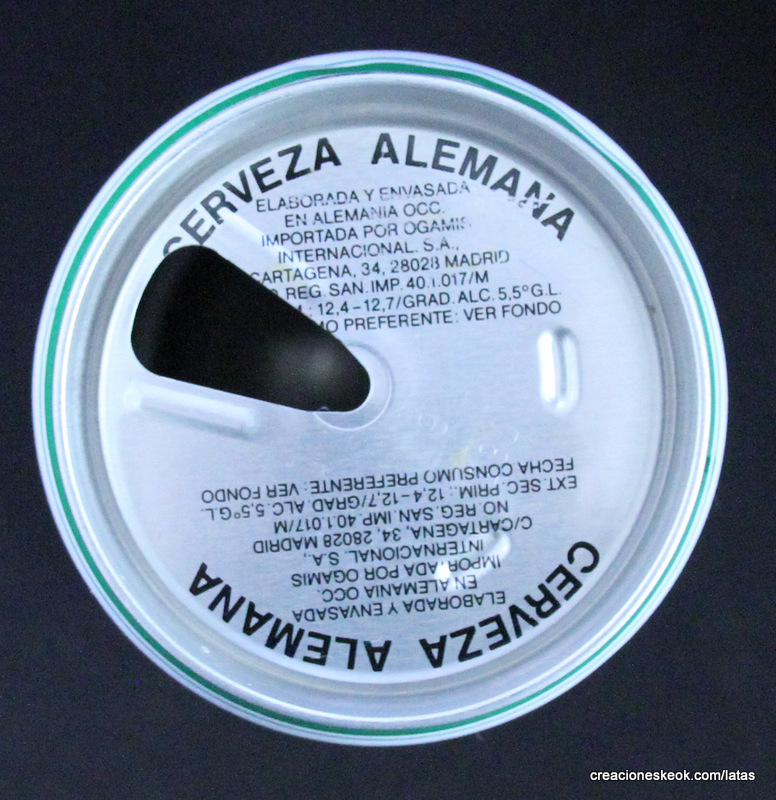 CERVEZA ALEMANA
ELABORADA Y ENVASADA
EN ALEMANIA OCC.
IMPORTADA POR OGAMIS
INTERNACIONAL. S.A.,
CARTAGENA, 34, 28028 MADRID
REG. SAN. IMP. 40.1.017/M
12,4-12,7/GRAD. ALC. 5,5° G.L.
PREFERENTE: VER FONDO
CERVEZA ALEMANA
ELABORADA Y ENVASADA
EN ALEMANIA OCC.
IMPORTADA POR OGAMIS
INTERNACIONAL. S.A.,
C/CARTAGENA, 34, 28028 MADRID
NO. REG. SAN. IMP. 40.1.017/M
EXT. SEC. PRIM.: 12,4-12,7/GRAD. ALC. 5,5° G.L.
FECHA CONSUMO PREFERENTE: VER FONDO
creacioneskeok.com/latas